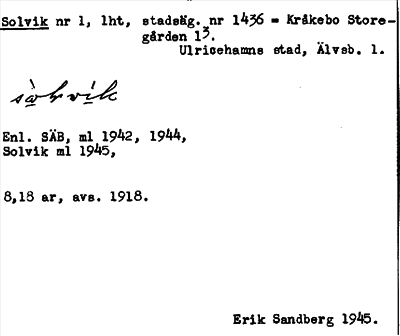 Solvik nr 1, lht, stadsäg. nr 1436 = Kråkebo Store-
gården 1³.
Ulricehamns stad, Älvsb. l.
sòlvìk
Enl. SÄB, ml 1942, 1944,
Solvik ml 1945,
8,18 ar, avs. 1918.
Erik Sandberg 1945.